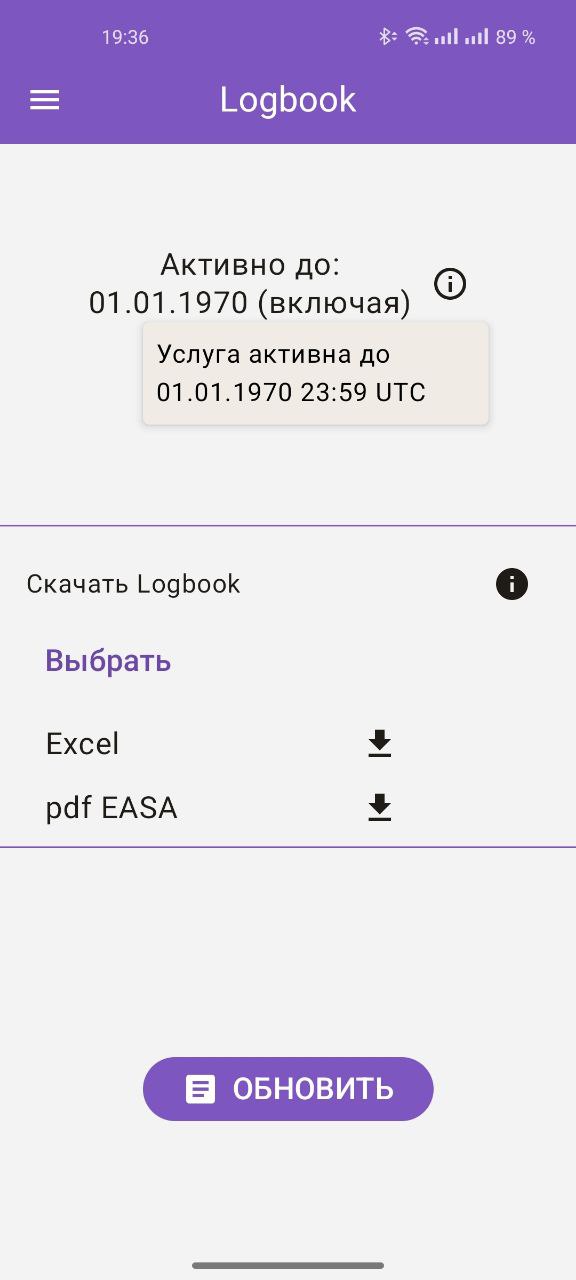 19:36
89 %
Logbook
Активно до:
01.01.1970 (включая)
Услуга активна до
01.01.1970 23:59 UTC
Скачать Logbook
Выбрать
Excel
pdf EASA
ОБНОВИТЬ